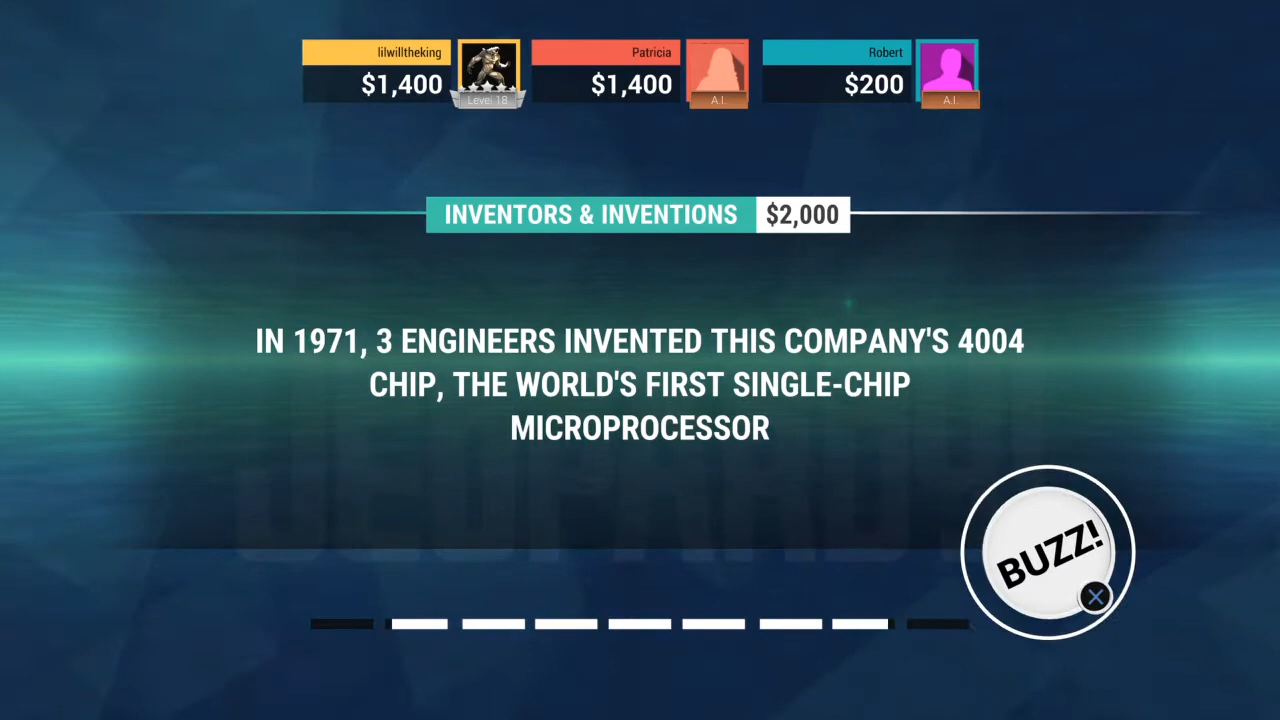 lilwilltheking
$1,400
Level 18
Patricia
$1,400
A.I.
Robert
$200
A.I.
INVENTORS & INVENTIONS $2,000
IN 1971, 3 ENGINEERS INVENTED THIS COMPANY'S 4004
CHIP, THE WORLD'S FIRST SINGLE-CHIP
MICROPROCESSOR
JEOPARDY!
BUZZ!